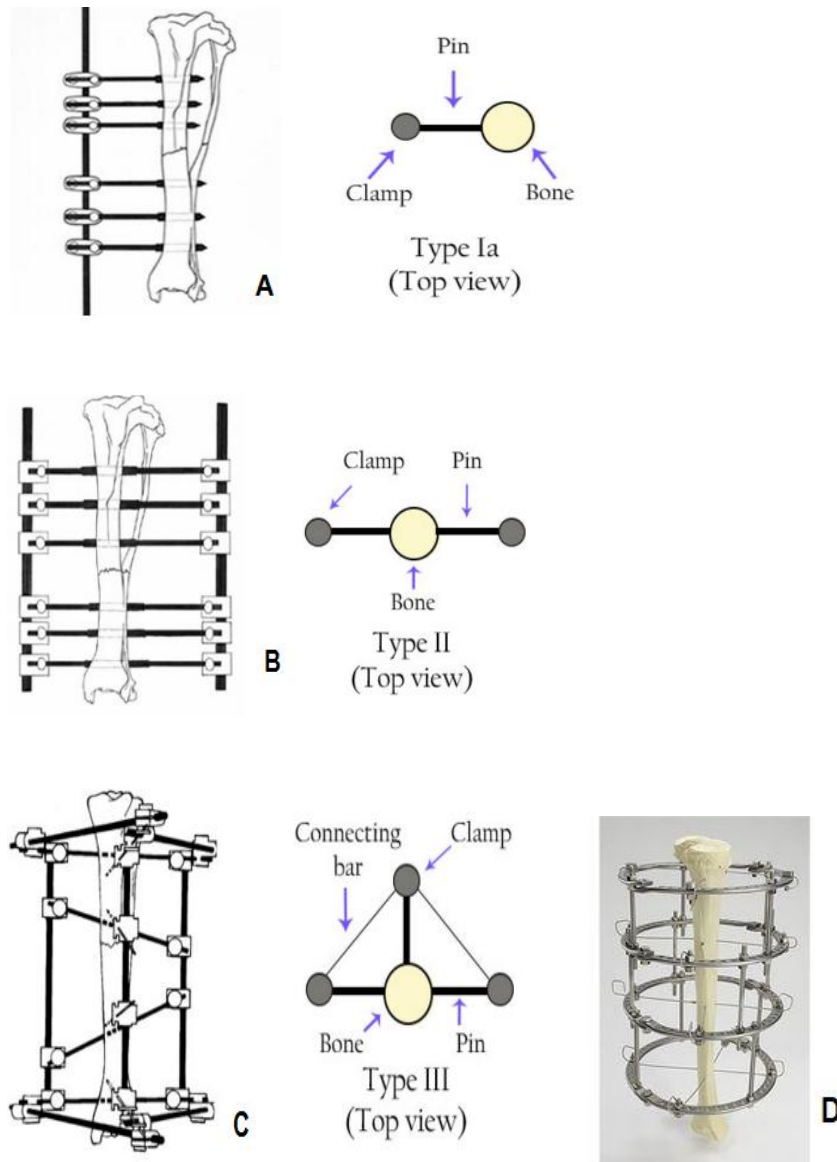 Pin
Clamp
Bone
Type Ia
(Top view)
A
Clamp
Pin
Bone
Type II
(Top view)
B
Connecting
bar
Clamp
Bone
Pin
Type III
(Top view)
C
D